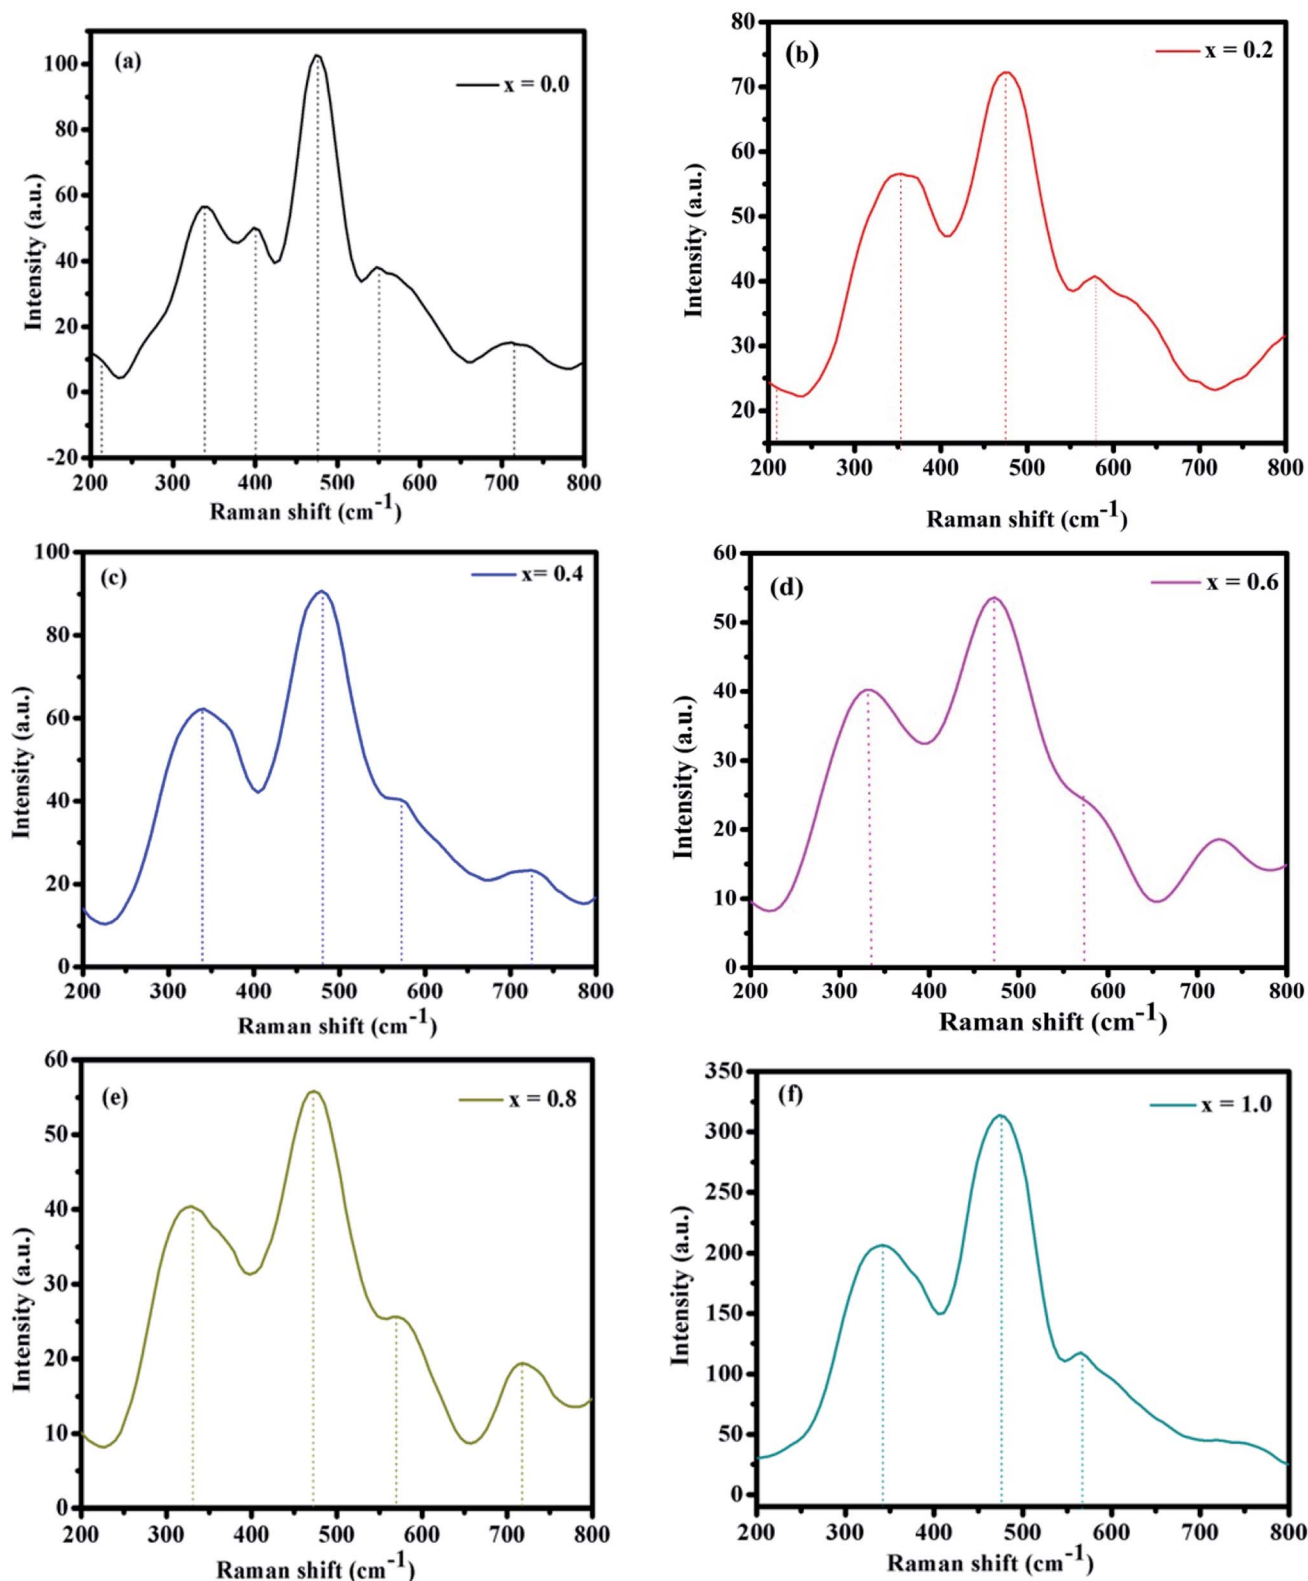 (a)
x = 0.0
100
80
60
40
20
0
-20
Intensity (a.u.)
200 300 400 500 600 700 800
Raman shift (cm-1)
(b)
x = 0.2
80
70
60
50
40
30
20
Intensity (a.u.)
200 300 400 500 600 700 800
Raman shift (cm-1)
(c)
x= 0.4
100
80
60
40
20
0
Intensity (a.u.)
200 300 400 500 600 700 800
Raman shift (cm-1)
(d)
x = 0.6
60
50
40
30
20
10
0
Intensity (a.u.)
200 300 400 500 600 700 800
Raman shift (cm-1)
(e)
x = 0.8
60
50
40
30
20
10
0
Intensity (a.u.)
200 300 400 500 600 700 800
Raman shift (cm-1)
(f)
x = 1.0
350
300
250
200
150
100
50
0
Intensity (a.u.)
200 300 400 500 600 700 800
Raman shift (cm-1)